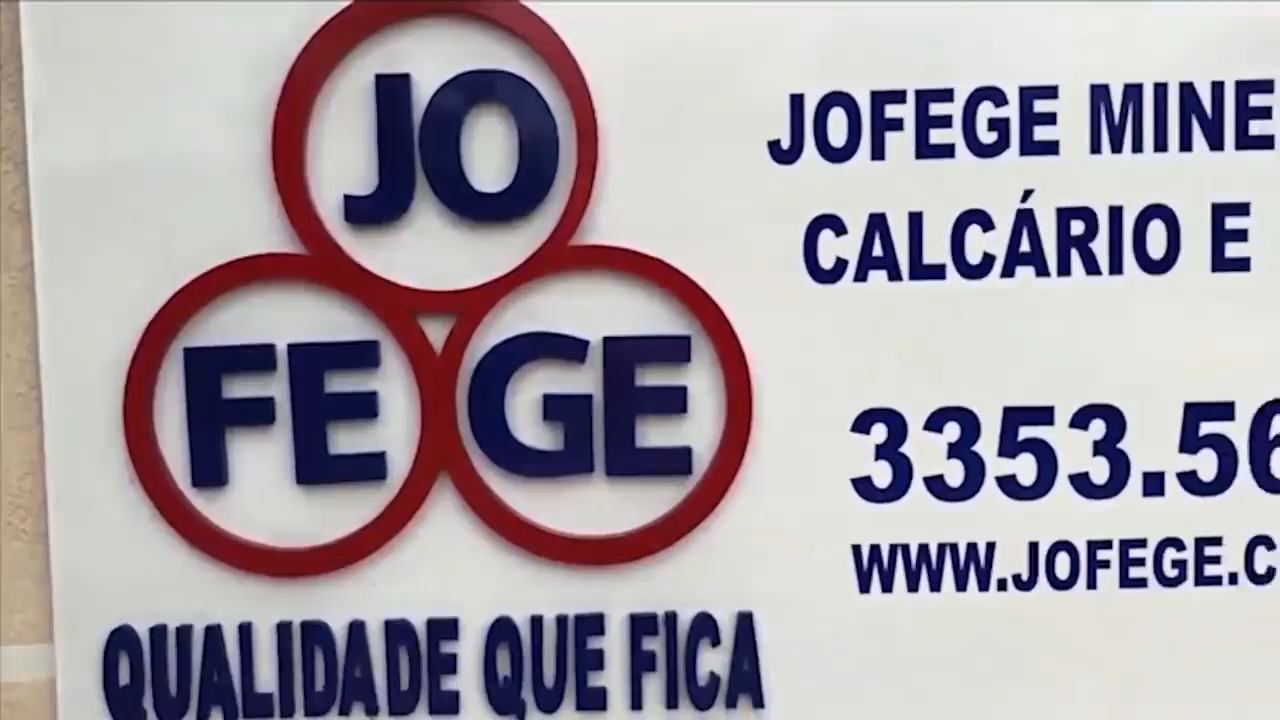 JO
FE GE
QUALIDADE QUE FICA
JOFEGE MINE
CALCÁRIO E
3353.56
WWW.JOFEGE.C